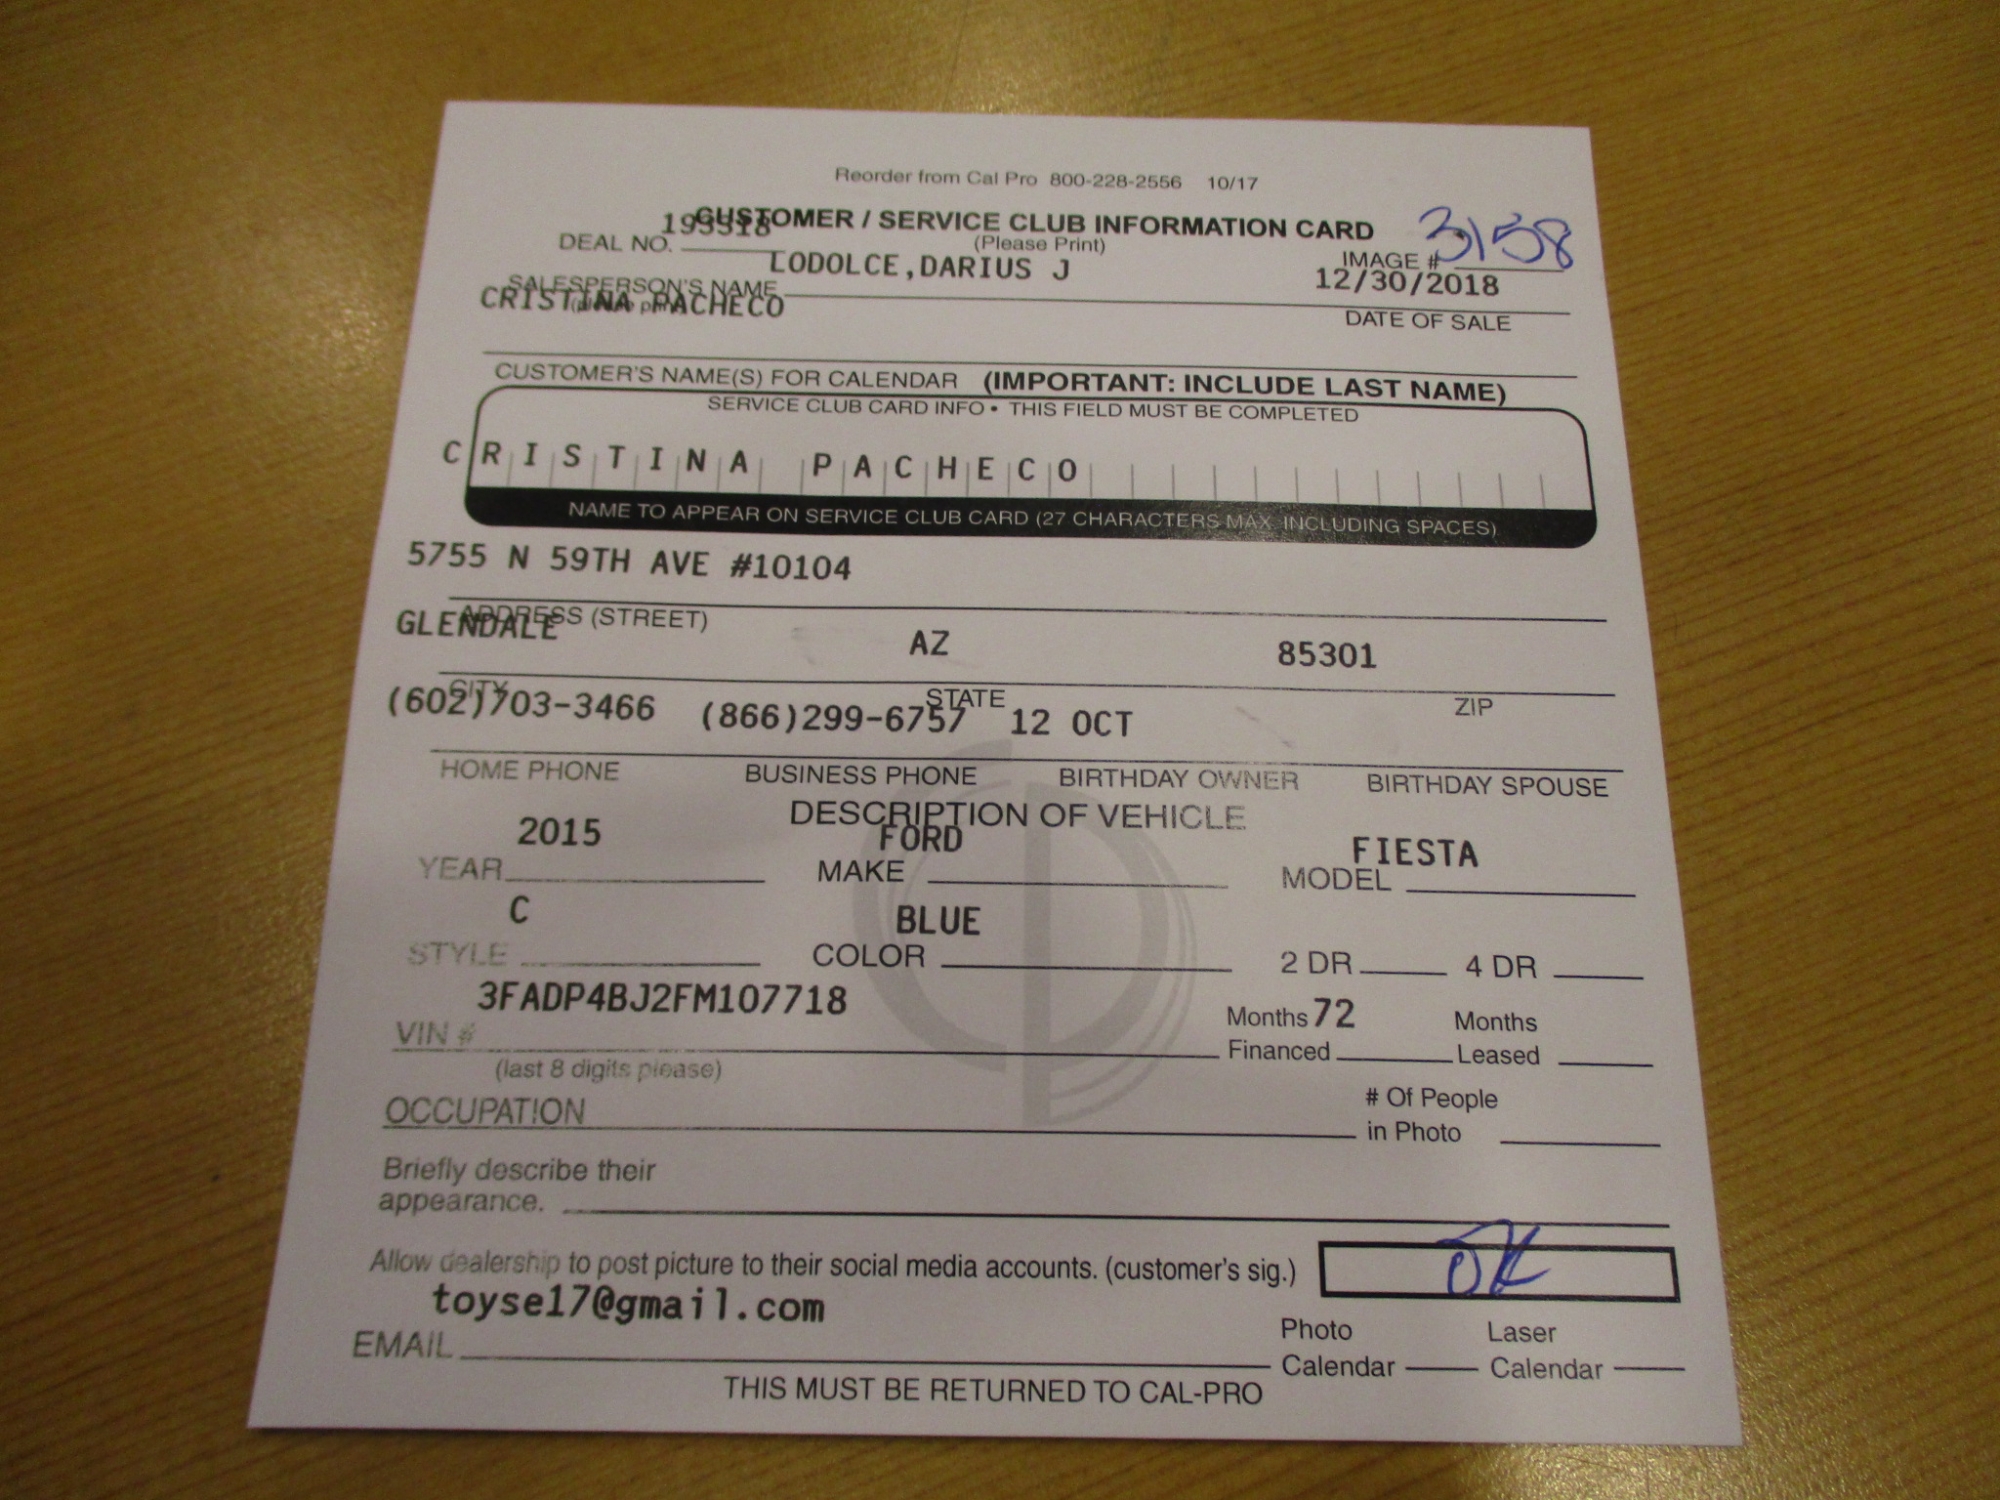 Reorder from Cal Pro 800-228-2556 10/17
CUSTOMER / SERVICE CLUB INFORMATION CARD
(Please Print)
DEAL NO. IMAGE # 3158
LODOLCE,DARIUS J 12/30/2018
SALESPERSON'S NAME
(please print)
CRISTINA PACHECO
DATE OF SALE
CUSTOMER'S NAME(S) FOR CALENDAR (IMPORTANT: INCLUDE LAST NAME)
SERVICE CLUB CARD INFO • THIS FIELD MUST BE COMPLETED
CRISTINA PACHECO
NAME TO APPEAR ON SERVICE CLUB CARD (27 CHARACTERS MAX. INCLUDING SPACES)
5755 N 59TH AVE #10104
ADDRESS (STREET)
GLENDALE AZ 85301
CITY STATE ZIP
(602)703-3466 (866)299-6757 12 OCT
HOME PHONE BUSINESS PHONE BIRTHDAY OWNER BIRTHDAY SPOUSE
DESCRIPTION OF VEHICLE
2015 FORD FIESTA
YEAR MAKE MODEL
C BLUE
STYLE COLOR 2 DR 4 DR
3FADP4BJ2FM107718
VIN # Months 72 Months
(last 8 digits please) Financed Leased
OCCUPATION # Of People
in Photo
Briefly describe their
appearance.
Allow dealership to post picture to their social media accounts. (customer's sig.) OK
toyse17@gmail.com
EMAIL Photo Laser
Calendar Calendar
THIS MUST BE RETURNED TO CAL-PRO